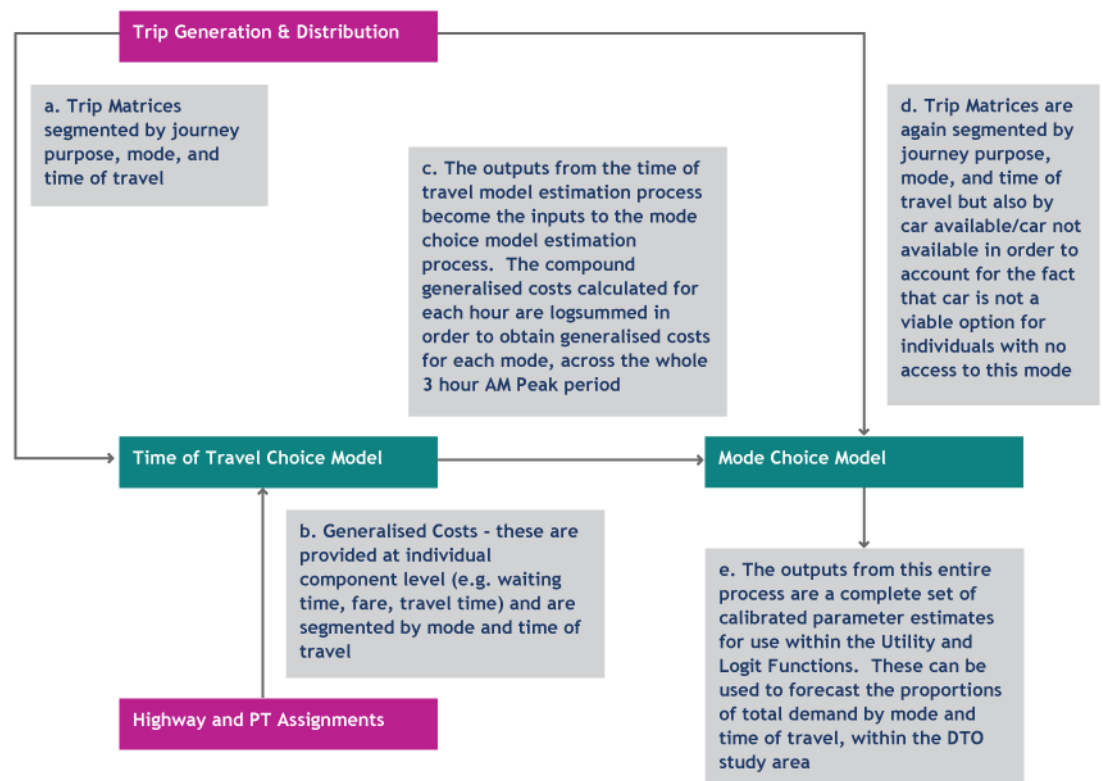 Trip Generation & Distribution
a. Trip Matrices
segmented by journey
purpose, mode, and
time of travel
c. The outputs from the time of
travel model estimation process
become the inputs to the mode
choice model estimation
process.  The compound
generalised costs calculated for
each hour are logsummed in
order to obtain generalised costs
for each mode, across the whole
3 hour AM Peak period
d. Trip Matrices are
again segmented by
journey purpose,
mode, and time of
travel but also by
car available/car not
available in order to
account for the fact
that car is not a
viable option for
individuals with no
access to this mode
Time of Travel Choice Model
Mode Choice Model
b. Generalised Costs - these are
provided at individual
component level (e.g. waiting
time, fare, travel time) and are
segmented by mode and time of
travel
e. The outputs from this entire
process are a complete set of
calibrated parameter estimates
for use within the Utility and
Logit Functions.  These can be
used to forecast the proportions
of total demand by mode and
time of travel, within the DTO
study area
Highway and PT Assignments